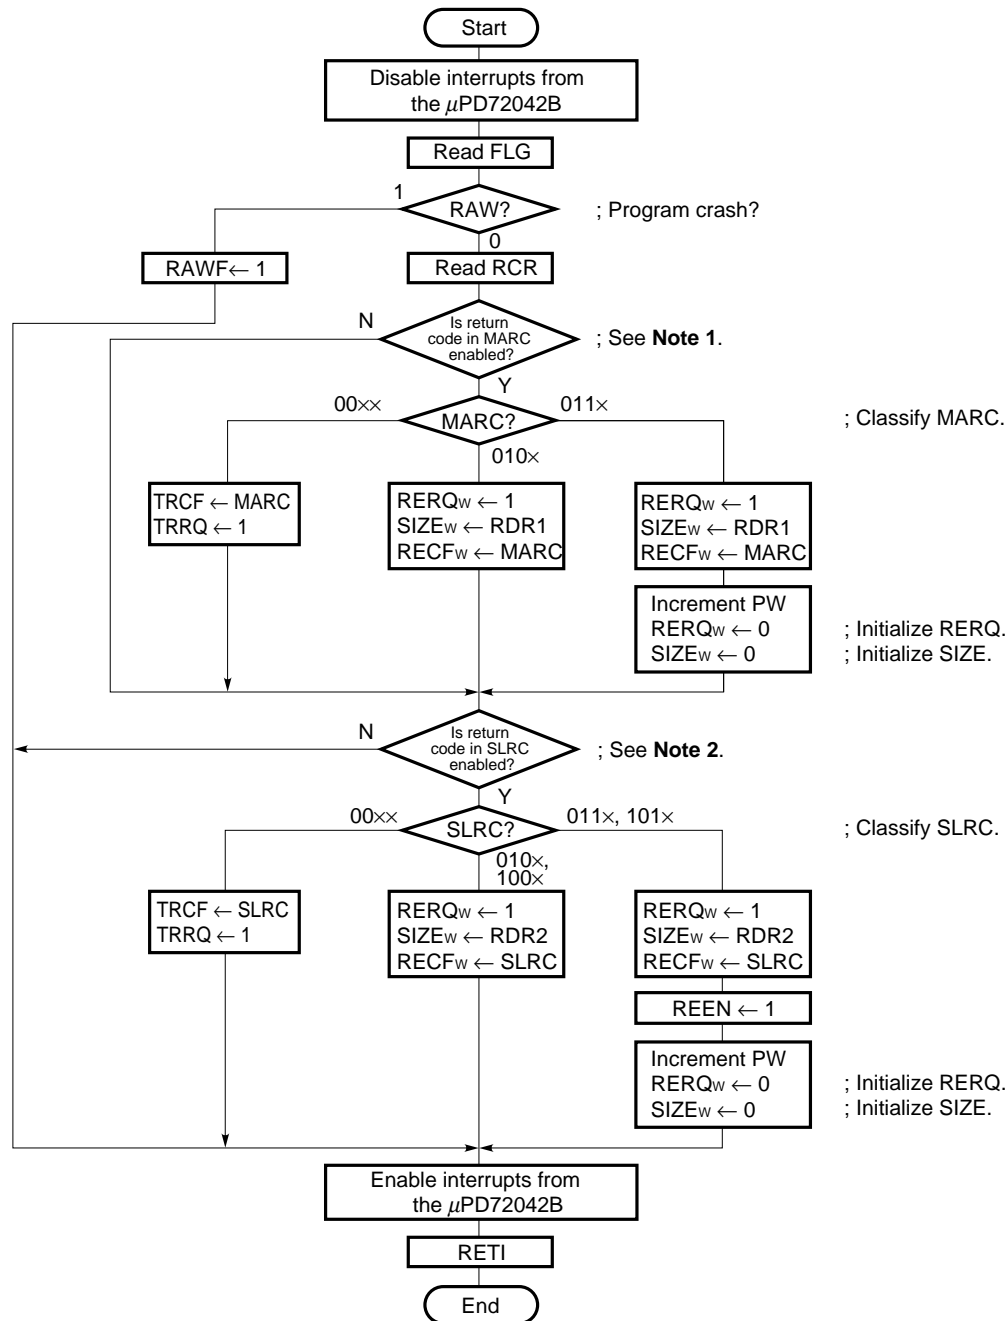 Start
Disable interrupts from
the μPD72042B
Read FLG
1
RAW?
; Program crash?
0
RAWF← 1
Read RCR
N
Is return
code in MARC
enabled?
; See Note 1.
Y
00××
MARC?
011×
; Classify MARC.
010×
TRCF ← MARC
TRRQ ← 1
RERQW ← 1
SIZEW ← RDR1
RECFW ← MARC
RERQW ← 1
SIZEW ← RDR1
RECFW ← MARC
Increment PW
RERQW ← 0
; Initialize RERQ.
SIZEW ← 0
; Initialize SIZE.
N
Is return
code in SLRC
enabled?
; See Note 2.
Y
00××
SLRC?
011×, 101×
; Classify SLRC.
010×,
100×
TRCF ← SLRC
TRRQ ← 1
RERQW ← 1
SIZEW ← RDR2
RECFW ← SLRC
RERQW ← 1
SIZEW ← RDR2
RECFW ← SLRC
REEN ← 1
Increment PW
RERQW ← 0
; Initialize RERQ.
SIZEW ← 0
; Initialize SIZE.
Enable interrupts from
the μPD72042B
RETI
End